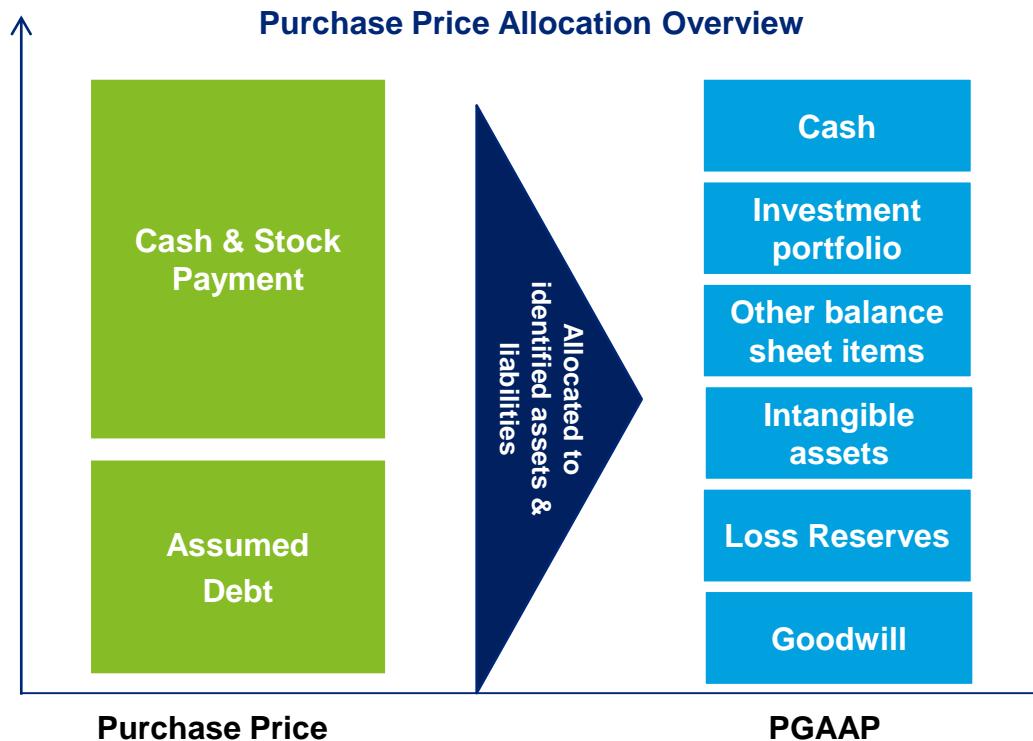 Purchase Price Allocation Overview
Cash & Stock
Payment
Assumed
Debt
Allocated to
identified assets &
liabilities
Cash
Investment
portfolio
Other balance
sheet items
Intangible
assets
Loss Reserves
Goodwill
Purchase Price
PGAAP